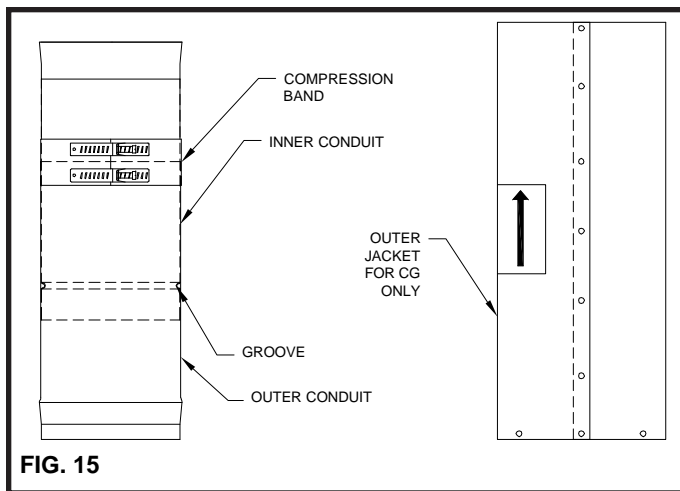 COMPRESSION
BAND
INNER CONDUIT
OUTER
JACKET
FOR CG
ONLY
GROOVE
OUTER CONDUIT
FIG. 15